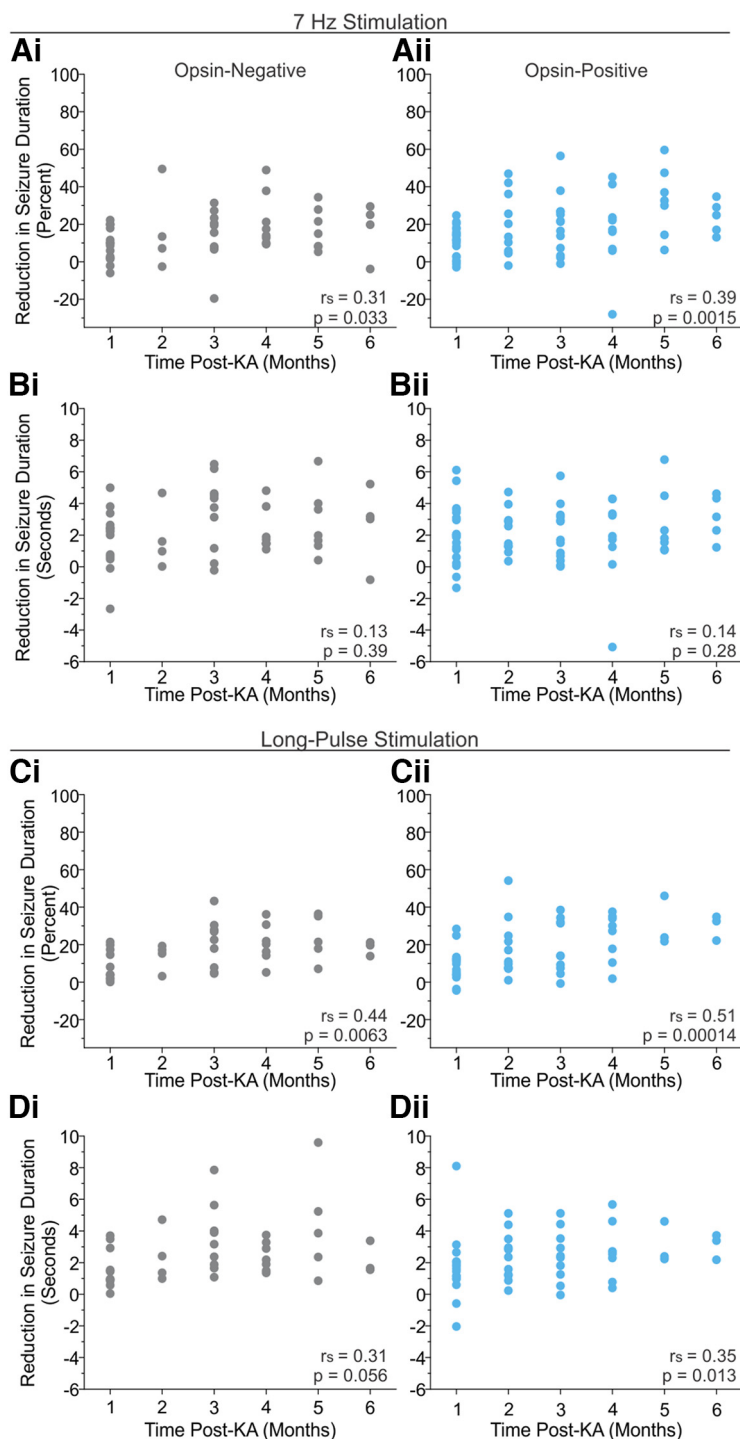 7 Hz Stimulation
Ai
Aii
Opsin-Negative
Opsin-Positive
Reduction in Seizure Duration
(Percent)
100
80
60
40
20
0
-20
rs = 0.31
p = 0.033
1 2 3 4 5 6
Time Post-KA (Months)
100
80
60
40
20
0
-20
rs = 0.39
p = 0.0015
1 2 3 4 5 6
Time Post-KA (Months)
Bi
Bii
Reduction in Seizure Duration
(Seconds)
10
8
6
4
2
0
-2
-4
-6
rs = 0.13
p = 0.39
1 2 3 4 5 6
Time Post-KA (Months)
10
8
6
4
2
0
-2
-4
-6
rs = 0.14
p = 0.28
1 2 3 4 5 6
Time Post-KA (Months)
Long-Pulse Stimulation
Ci
Cii
Reduction in Seizure Duration
(Percent)
100
80
60
40
20
0
-20
rs = 0.44
p = 0.0063
1 2 3 4 5 6
Time Post-KA (Months)
100
80
60
40
20
0
-20
rs = 0.51
p = 0.00014
1 2 3 4 5 6
Time Post-KA (Months)
Di
Dii
Reduction in Seizure Duration
(Seconds)
10
8
6
4
2
0
-2
-4
-6
rs = 0.31
p = 0.056
1 2 3 4 5 6
Time Post-KA (Months)
10
8
6
4
2
0
-2
-4
-6
rs = 0.35
p = 0.013
1 2 3 4 5 6
Time Post-KA (Months)